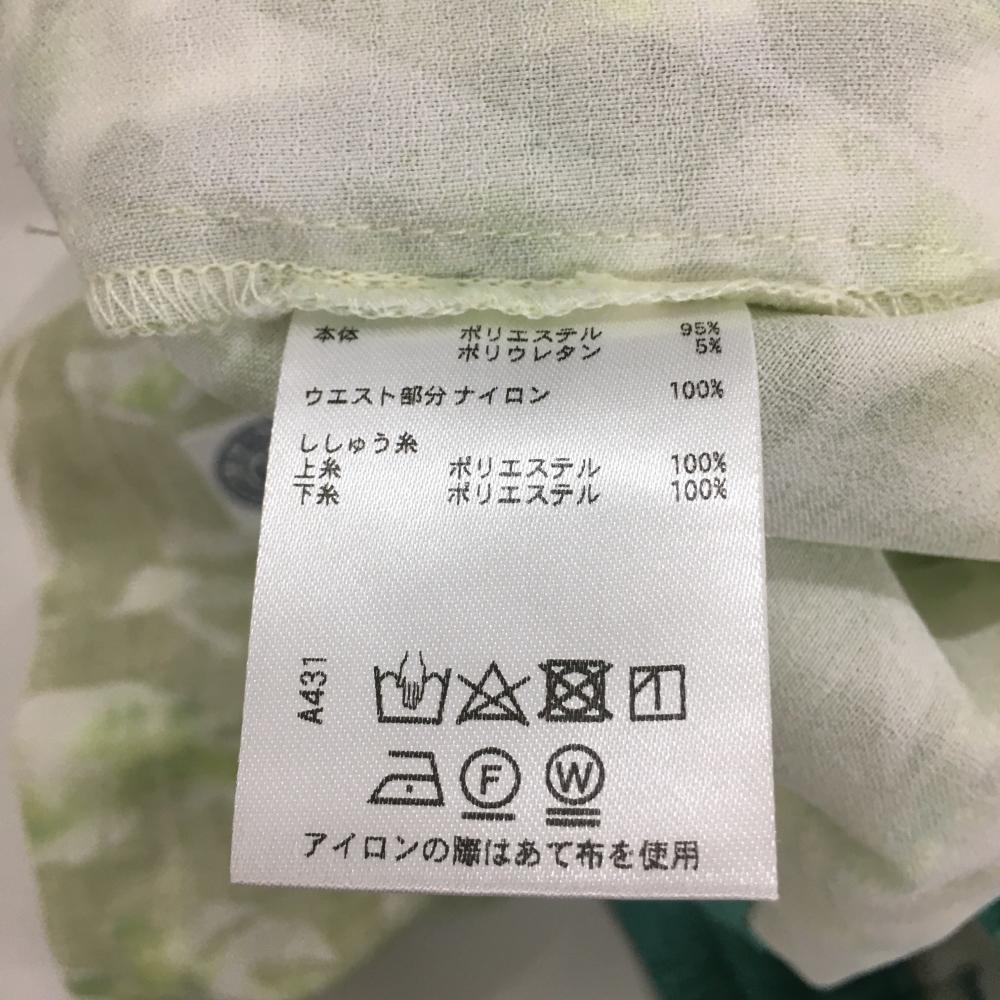 本体 ポリエステル 95%
ポリウレタン 5%
ウエスト部分 ナイロン 100%
ししゅう糸
上糸 ポリエステル 100%
下糸 ポリエステル 100%
A431
F W
アイロンの際はあて布を使用